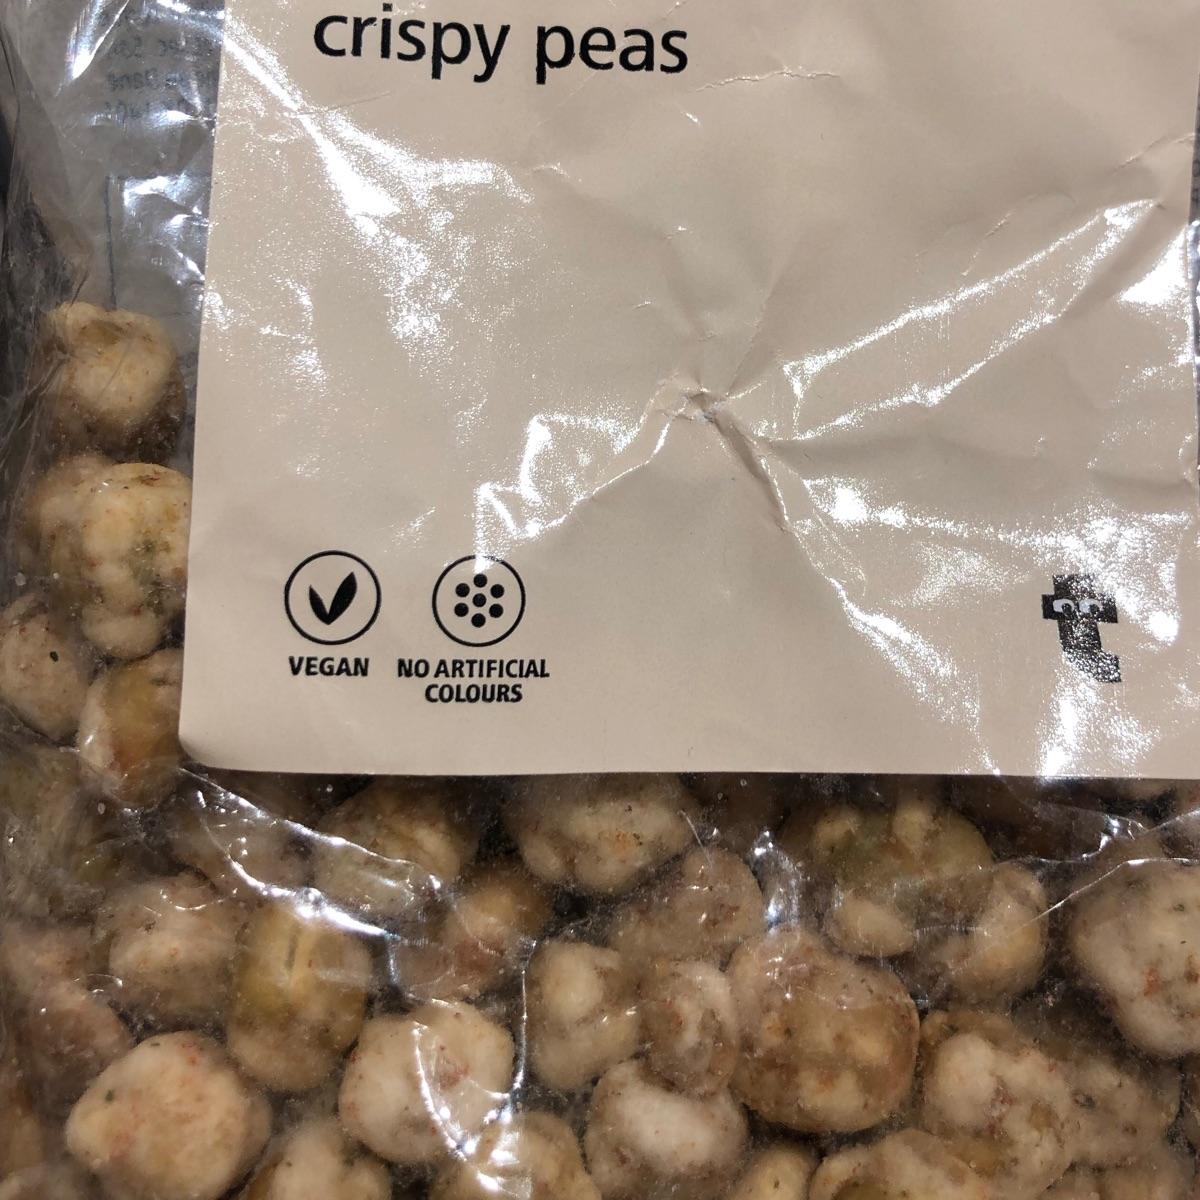 crispy peas
VEGAN
NO ARTIFICIAL
COLOURS
t